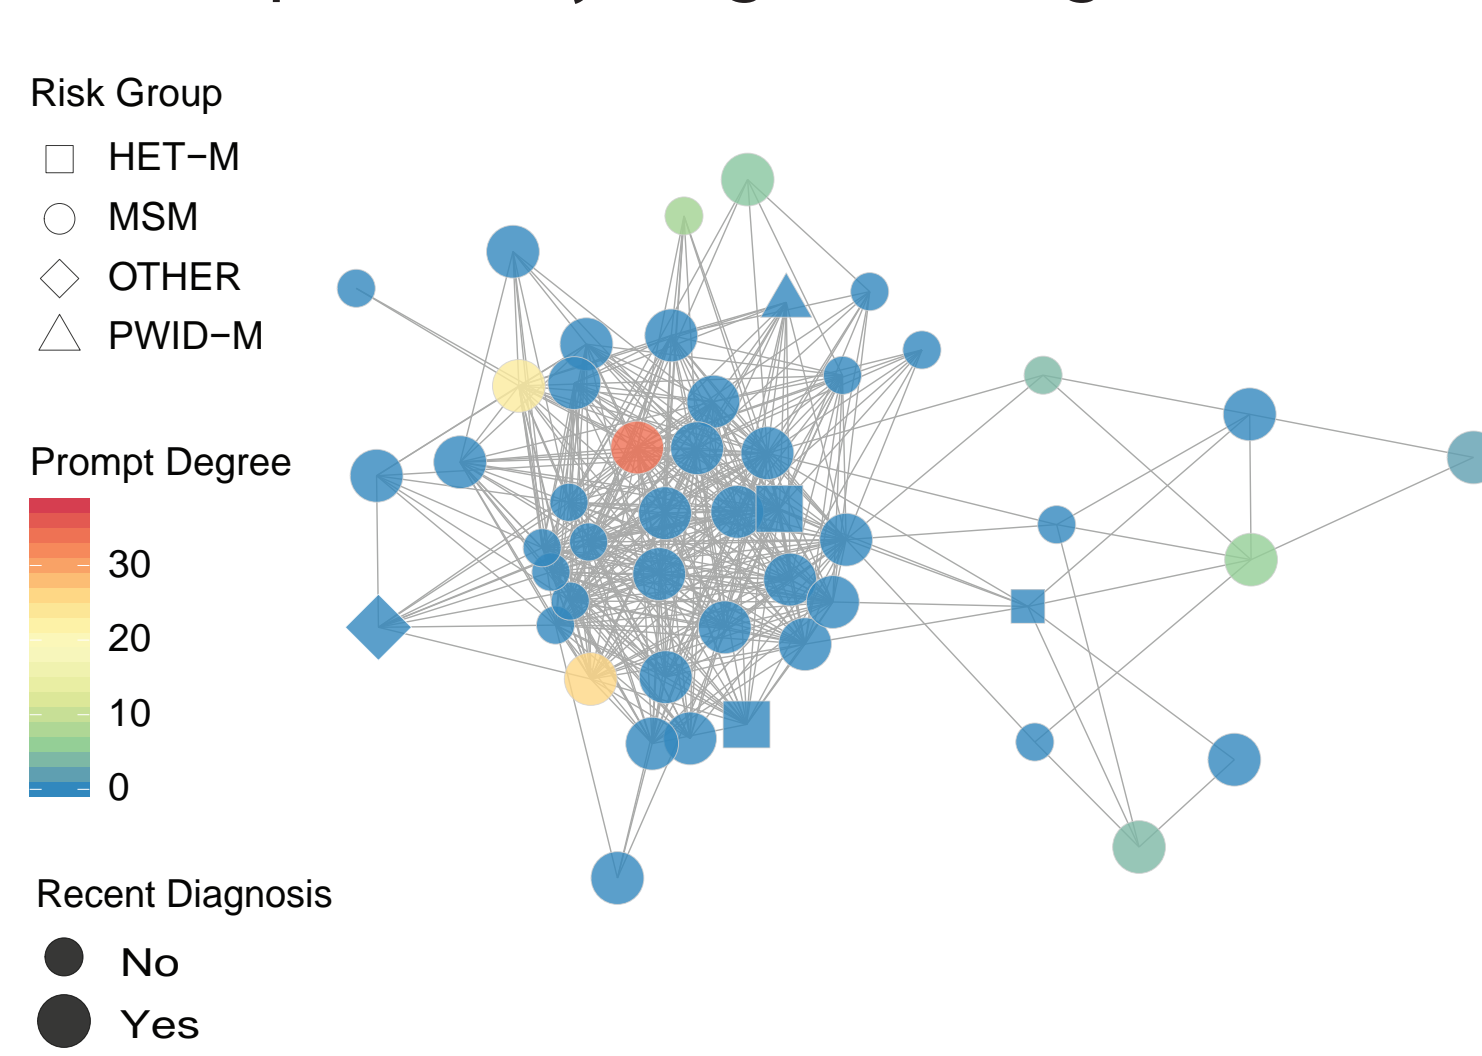 Risk Group
HET−M
MSM
OTHER
PWID−M
Prompt Degree
30
20
10
0
Recent Diagnosis
No
Yes